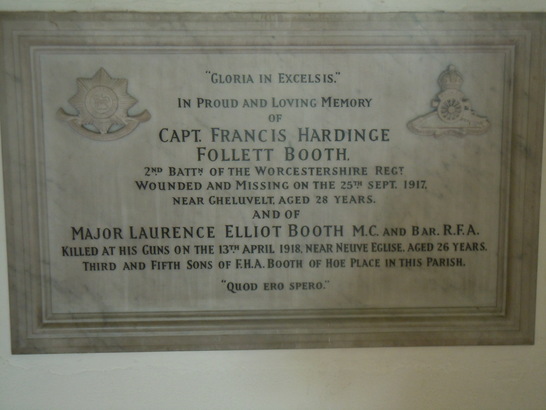 "Gloria in Excelsis."
In Proud and Loving Memory
of
Capt. Francis Hardinge
Follett Booth.
2nd Battn of the Worcestershire Regt
Wounded and Missing on the 25th Sept. 1917,
near Gheluvelt, aged 28 years.
and of
Major Laurence Elliot Booth M.C. and Bar. R.F.A.
Killed at his Guns on the 13th April 1918, near Neuve Eglise, aged 26 years.
Third and Fifth Sons of F.H.A. Booth of Hoe Place in this Parish.
"Quod ero spero."